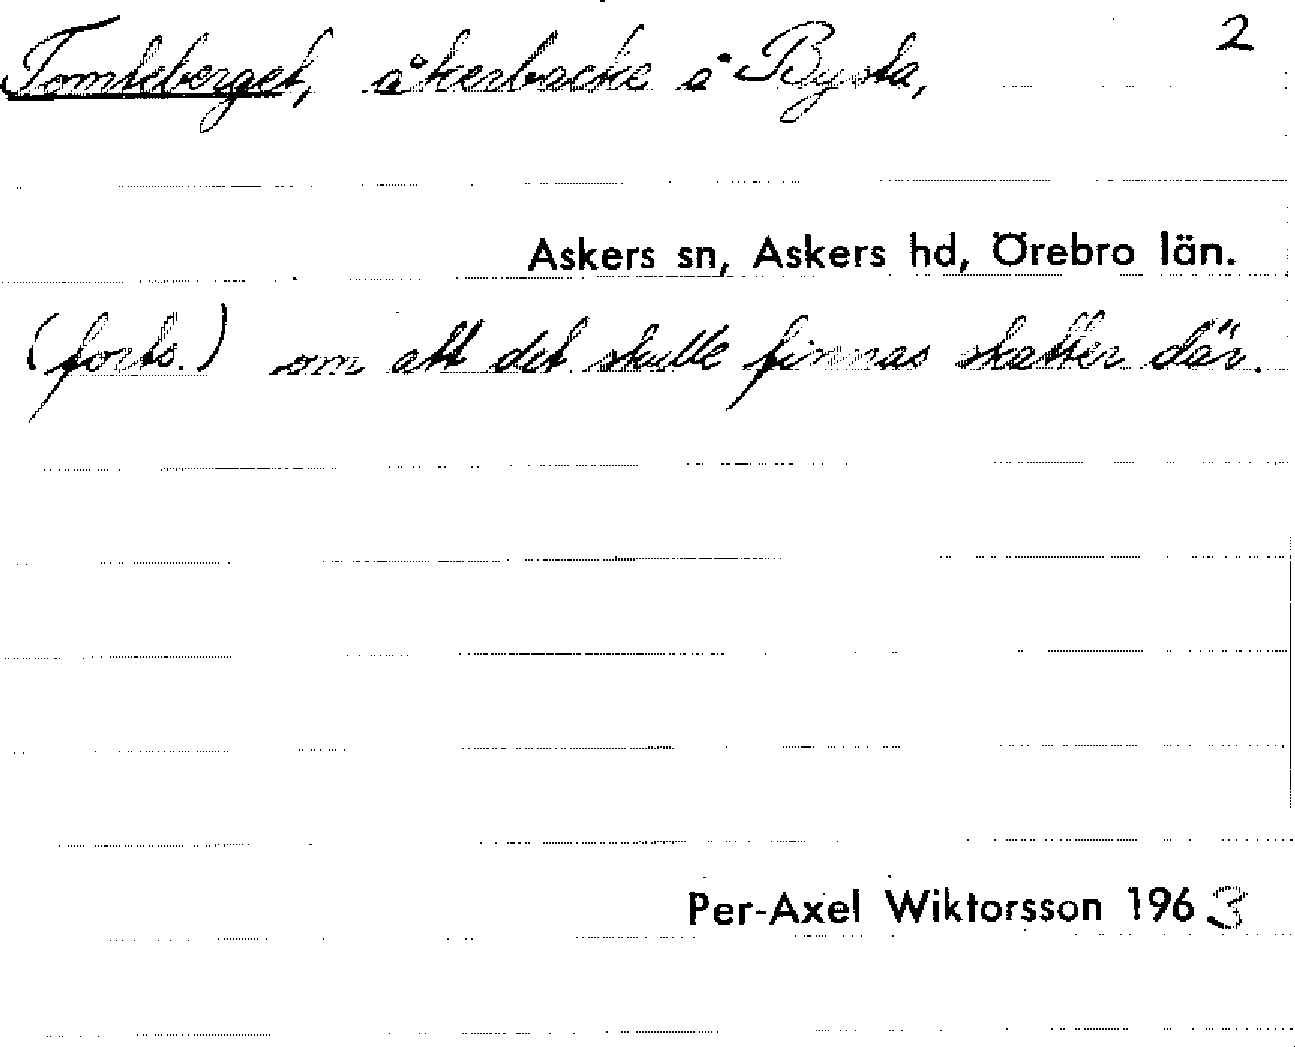 2
Tomteberget, åkerbacke å Bysta,
Askers sn, Askers hd, Örebro län.
(forts.) om att det skulle finnas skatter där.
Per-Axel Wiktorsson 1963